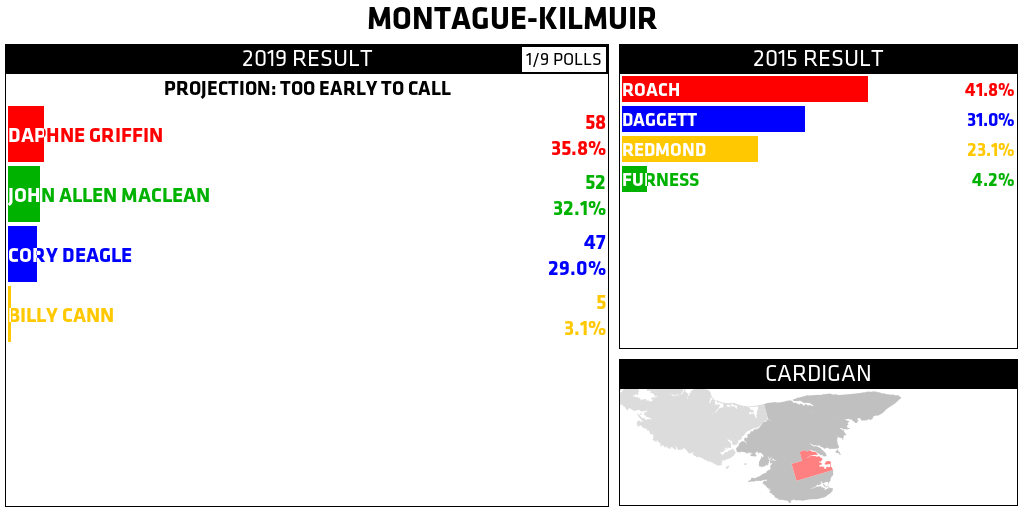 MONTAGUE-KILMUIR
2019 RESULT
1/9 POLLS
PROJECTION: TOO EARLY TO CALL
DAPHNE GRIFFIN
58
35.8%
JOHN ALLEN MACLEAN
52
32.1%
CORY DEAGLE
47
29.0%
BILLY CANN
5
3.1%
2015 RESULT
ROACH 41.8%
DAGGETT 31.0%
REDMOND 23.1%
FURNESS 4.2%
CARDIGAN